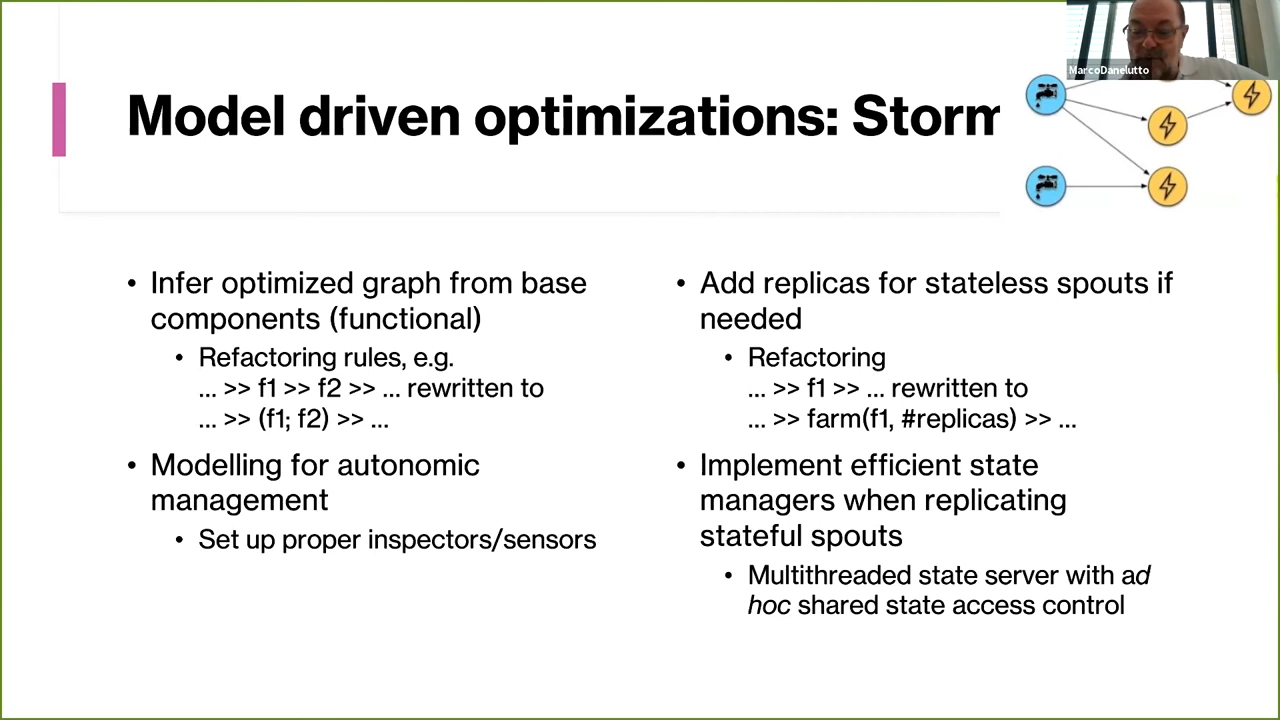 MarcoDanelutto
Model driven optimizations: Storm
• Infer optimized graph from base
components (functional)
• Refactoring rules, e.g.
... >> f1 >> f2 >> ... rewritten to
... >> (f1; f2) >> ...
• Modelling for autonomic
management
• Set up proper inspectors/sensors
• Add replicas for stateless spouts if
needed
• Refactoring
... >> f1 >> ... rewritten to
... >> farm(f1, #replicas) >> ...
• Implement efficient state
managers when replicating
stateful spouts
• Multithreaded state server with ad
hoc shared state access control